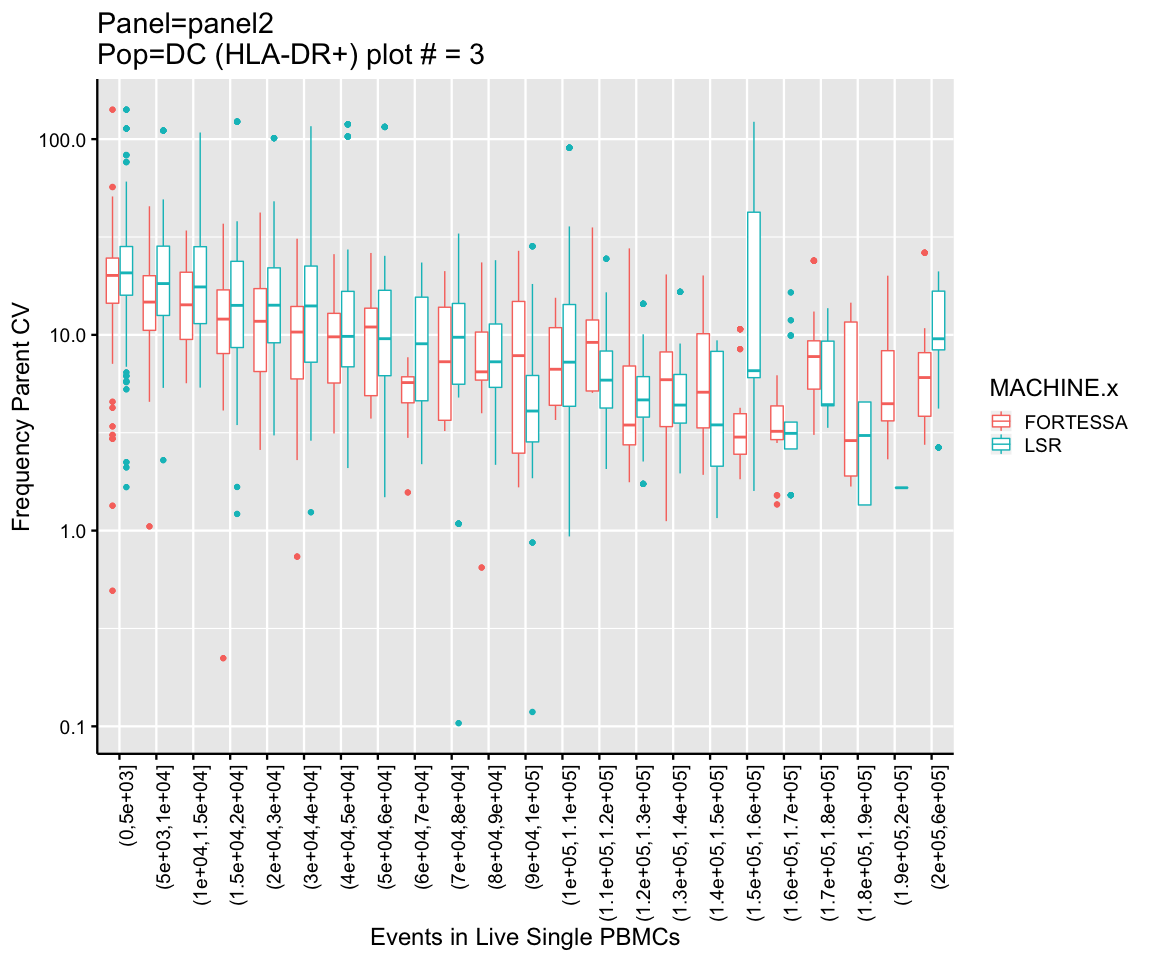 Panel=panel2
Pop=DC (HLA-DR+) plot # = 3
Frequency Parent CV
100.0
10.0
1.0
0.1
(0,5e+03]
(5e+03,1e+04]
(1e+04,1.5e+04]
(1.5e+04,2e+04]
(2e+04,3e+04]
(3e+04,4e+04]
(4e+04,5e+04]
(5e+04,6e+04]
(6e+04,7e+04]
(7e+04,8e+04]
(8e+04,9e+04]
(9e+04,1e+05]
(1e+05,1.1e+05]
(1.1e+05,1.2e+05]
(1.2e+05,1.3e+05]
(1.3e+05,1.4e+05]
(1.4e+05,1.5e+05]
(1.5e+05,1.6e+05]
(1.6e+05,1.7e+05]
(1.7e+05,1.8e+05]
(1.8e+05,1.9e+05]
(1.9e+05,2e+05]
(2e+05,6e+05]
Events in Live Single PBMCs
MACHINE.x
FORTESSA
LSR